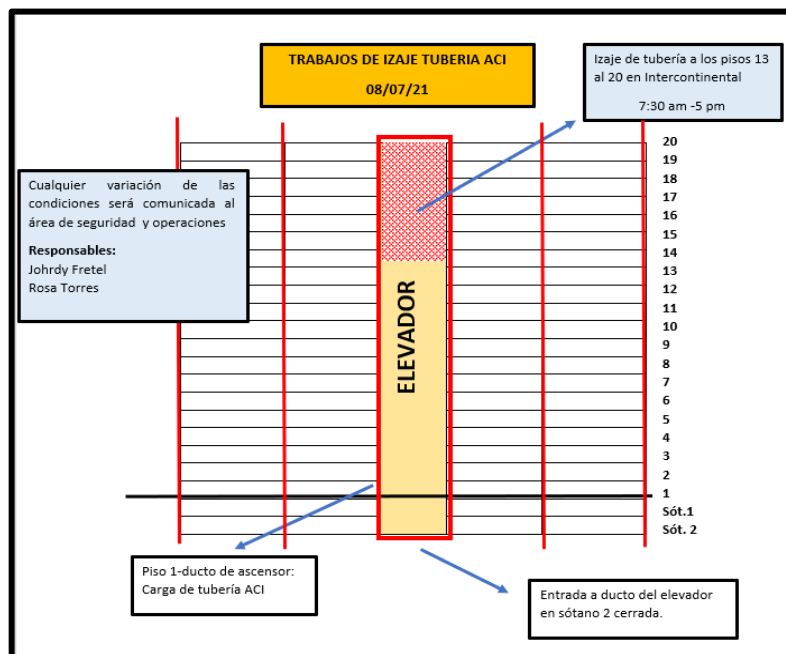 TRABAJOS DE IZAJE TUBERIA ACI
08/07/21
Izaje de tubería a los pisos 13
al 20 en Intercontinental
7:30 am -5 pm
Cualquier variación de las
condiciones será comunicada al
área de seguridad y operaciones
Responsables:
Johrdy Fretel
Rosa Torres
ELEVADOR
20
19
18
17
16
15
14
13
12
11
10
9
8
7
6
5
4
3
2
1
Sót.1
Sót. 2
Piso 1-ducto de ascensor:
Carga de tubería ACI
Entrada a ducto del elevador
en sótano 2 cerrada.